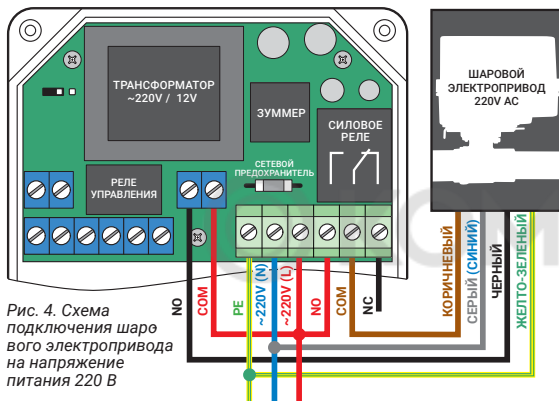 ТРАНСФОРМАТОР
~220V / 12V
ЗУММЕР
СИЛОВОЕ
РЕЛЕ
СЕТЕВОЙ
ПРЕДОХРАНИТЕЛЬ
РЕЛЕ
УПРАВЛЕНИЯ
ШАРОВОЙ
ЭЛЕКТРОПРИВОД
220V AC
NO
COM
PE
~220V (N)
~220V (L)
NO
COM
NC
КОРИЧНЕВЫЙ
СЕРЫЙ (СИНИЙ)
ЧЕРНЫЙ
ЖЕЛТО-ЗЕЛЕНЫЙ
Рис. 4. Схема
подключения шаро
вого электропривода
на напряжение
питания 220 В